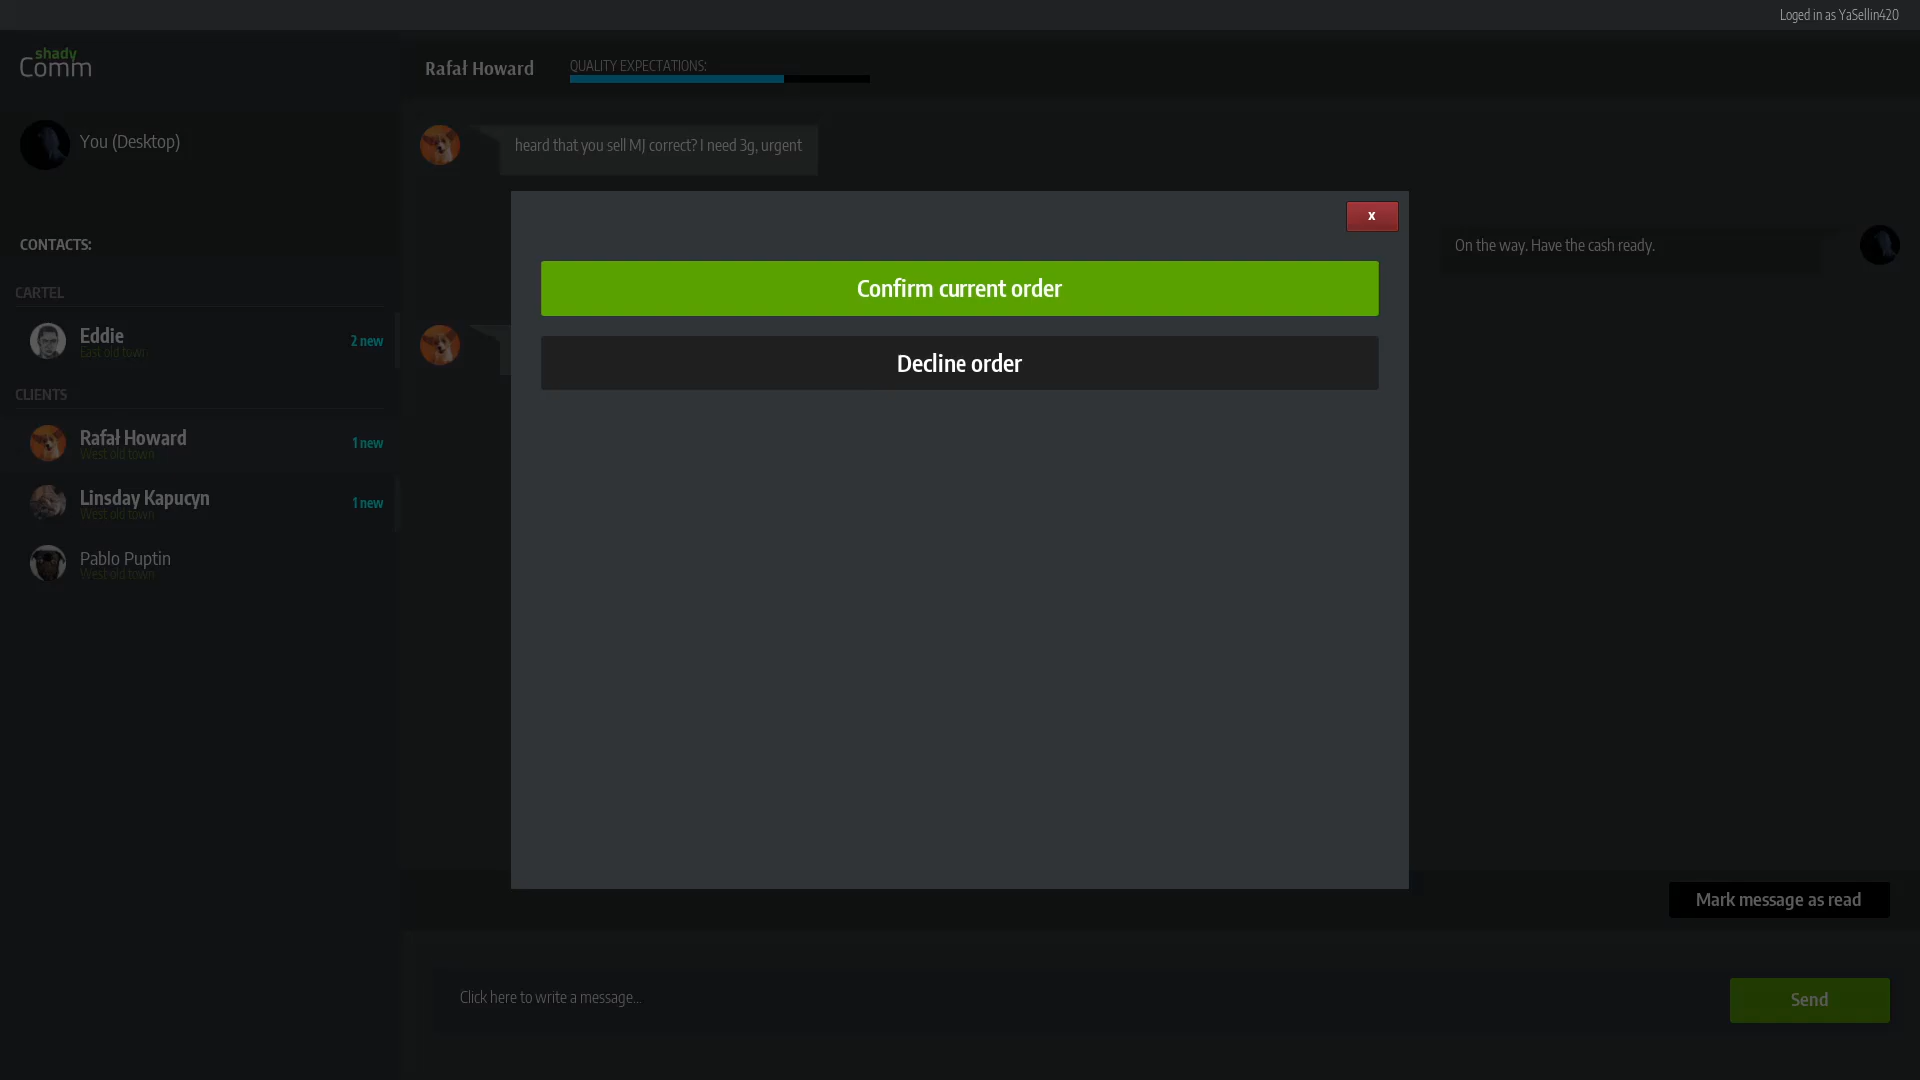 Loged in as YaSellin420
shady
Comm
Rafał Howard
QUALITY EXPECTATIONS:
You (Desktop)
heard that you sell MJ correct? I need 3g, urgent
x
CONTACTS:
On the way. Have the cash ready.
Confirm current order
CARTEL
Eddie
East old town
2 new
Decline order
CLIENTS
Rafał Howard
West old town
1 new
Linsday Kapucyn
West old town
1 new
Pablo Puptin
West old town
Mark message as read
Click here to write a message...
Send